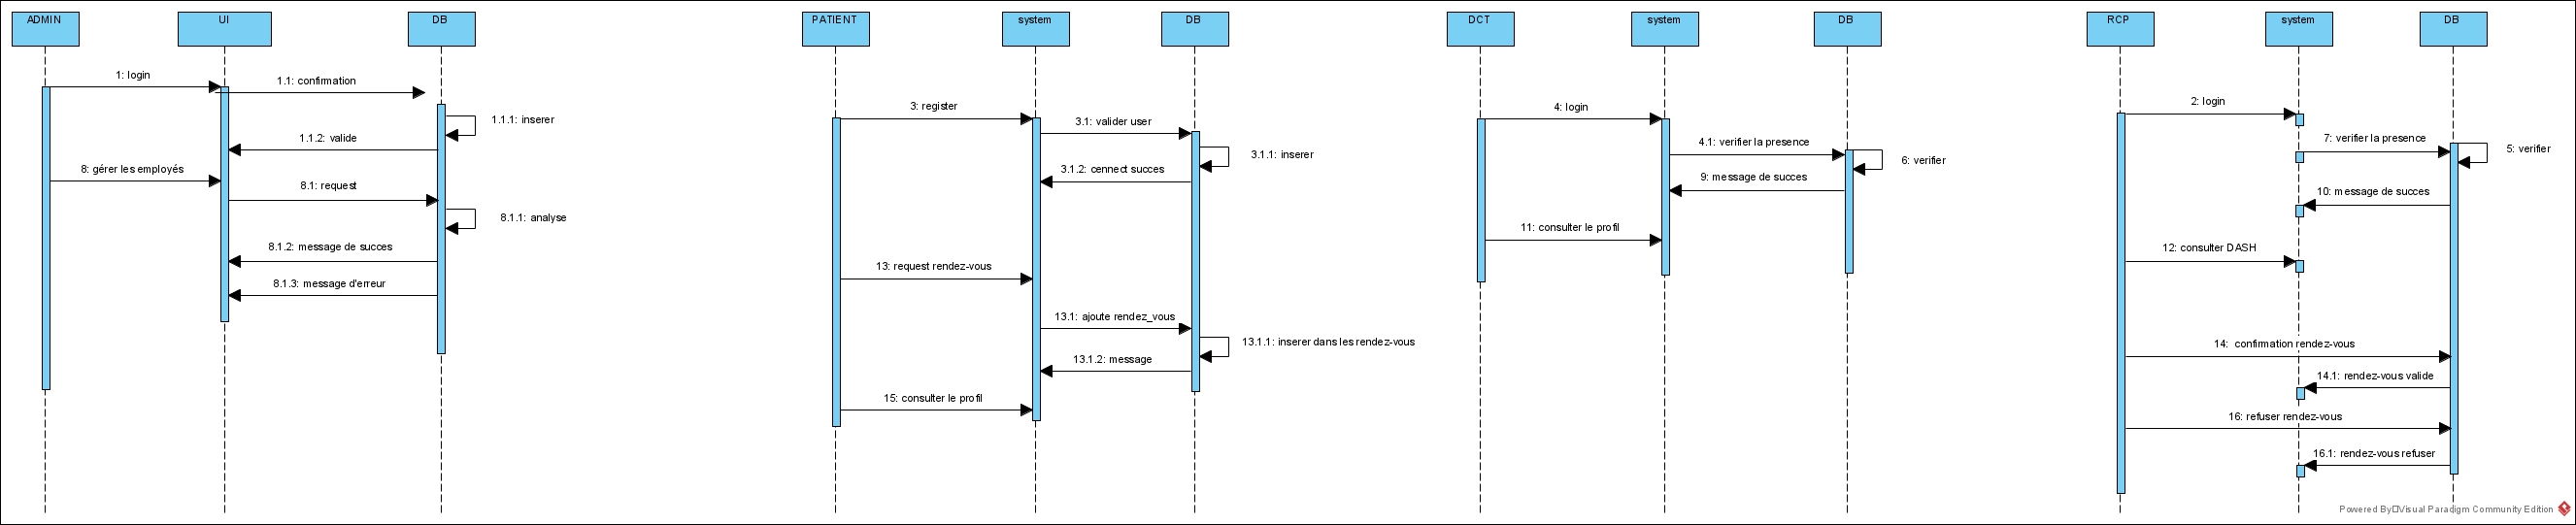 ADMIN
UI
DB
1: login
1.1: confirmation
1.1.1: inserer
1.1.2: valide
8: gérer les employés
8.1: request
8.1.1: analyse
8.1.2: message de succes
8.1.3: message d'erreur
PATIENT
system
DB
3: register
3.1: valider user
3.1.1: inserer
3.1.2: cennect succes
13: request rendez-vous
13.1: ajoute rendez_vous
13.1.1: inserer dans les rendez-vous
13.1.2: message
15: consulter le profil
DCT
system
DB
4: login
4.1: verifier la presence
6: verifier
9: message de succes
11: consulter le profil
RCP
system
DB
2: login
7: verifier la presence
5: verifier
10: message de succes
12: consulter DASH
14: confirmation rendez-vous
14.1: rendez-vous valide
16: refuser rendez-vous
16.1: rendez-vous refuser
Powered By□Visual Paradigm Community Edition